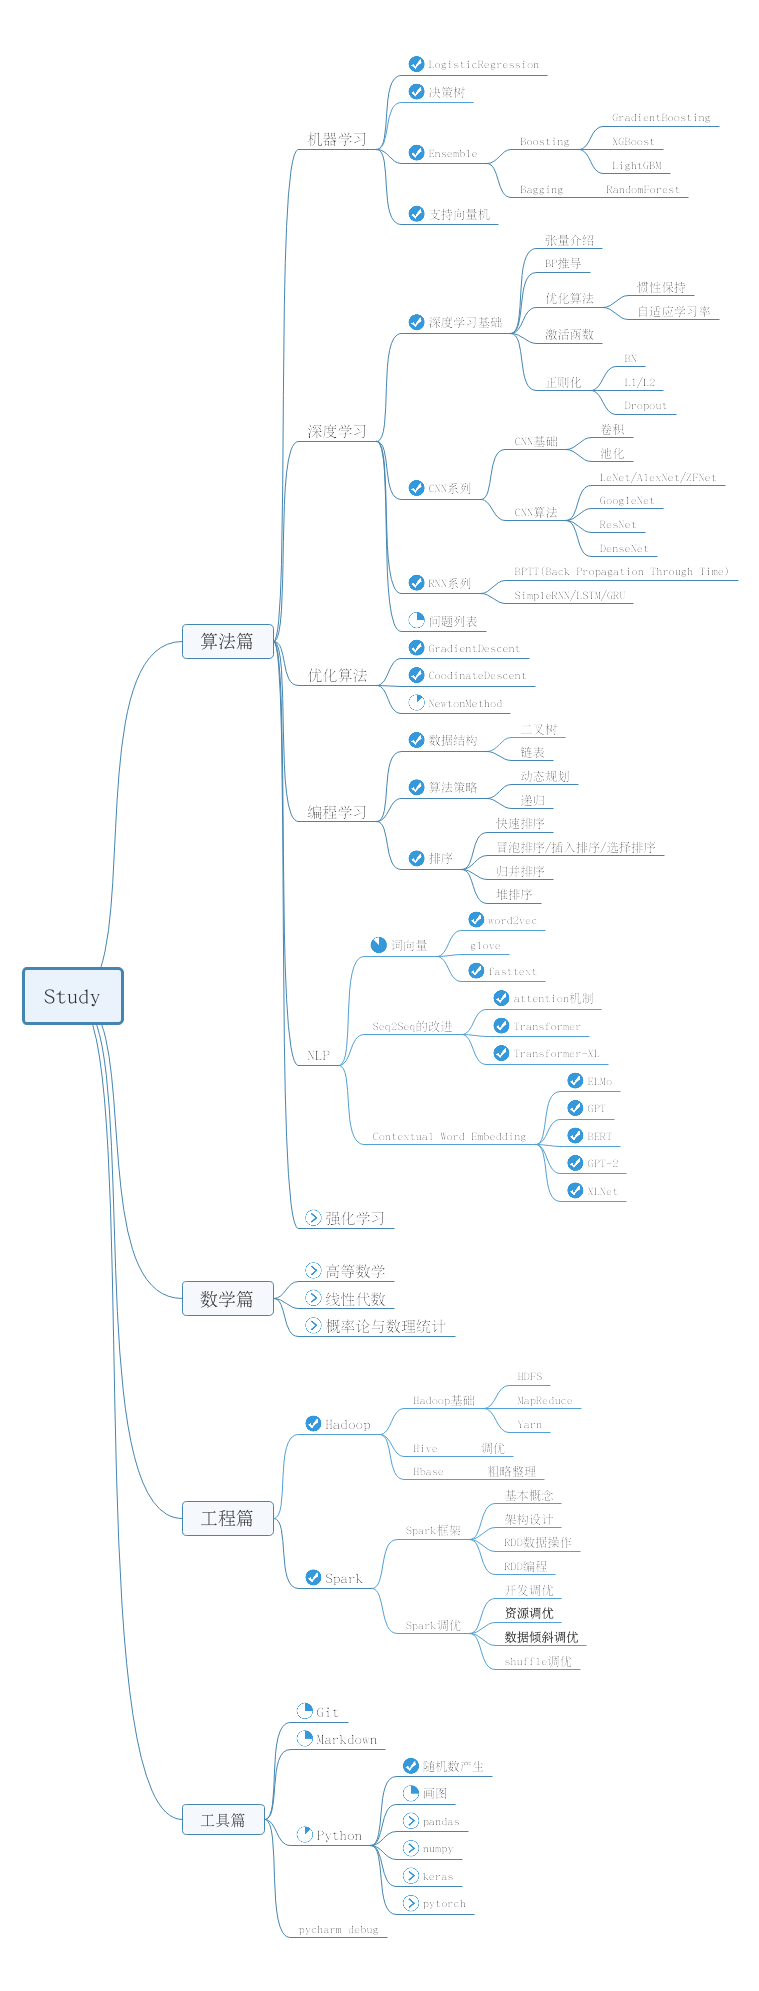 Study
算法篇
机器学习
LogisticRegression
决策树
Ensemble
Boosting
GradientBoosting
XGBoost
LightGBM
Bagging
RandomForest
支持向量机
深度学习
深度学习基础
张量介绍
BP推导
优化算法
惯性保持
自适应学习率
激活函数
正则化
BN
L1/L2
Dropout
CNN系列
CNN基础
卷积
池化
CNN算法
LeNet/AlexNet/ZFNet
GoogleNet
ResNet
DenseNet
RNN系列
BPTT(Back Propagation Through Time)
SimpleRNN/LSTM/GRU
问题列表
优化算法
GradientDescent
CoodinateDescent
NewtonMethod
编程学习
数据结构
二叉树
链表
算法策略
动态规划
递归
排序
快速排序
冒泡排序/插入排序/选择排序
归并排序
堆排序
NLP
词向量
word2vec
glove
fasttext
Seq2Seq的改进
attention机制
Transformer
Transformer-XL
Contextual Word Embedding
ELMo
GPT
BERT
GPT-2
XLNet
强化学习
数学篇
高等数学
线性代数
概率论与数理统计
工程篇
Hadoop
Hadoop基础
HDFS
MapReduce
Yarn
Hive
调优
Hbase
粗略整理
Spark
Spark框架
基本概念
架构设计
RDD数据操作
RDD编程
Spark调优
开发调优
资源调优
数据倾斜调优
shuffle调优
工具篇
Git
Markdown
Python
随机数产生
画图
pandas
numpy
keras
pytorch
pycharm debug